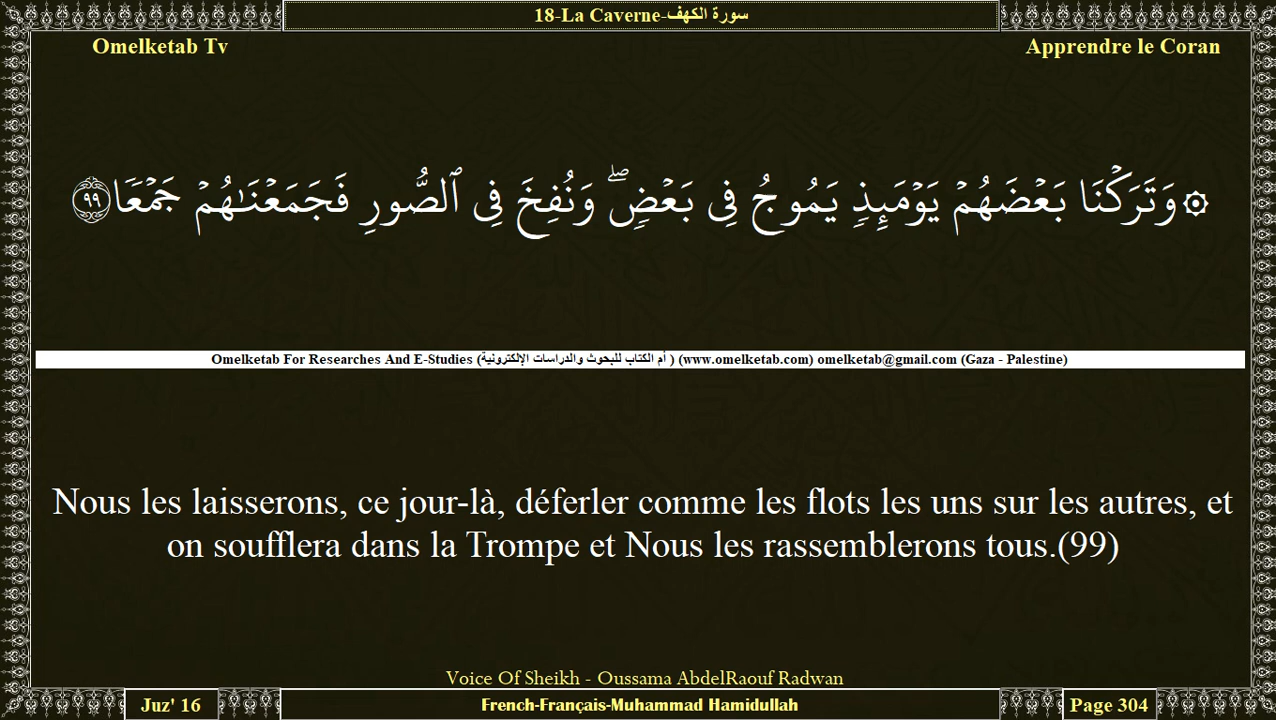 18-La Caverne-سورة الكهف
Omelketab Tv
Apprendre le Coran
۞ وَتَرَكۡنَا بَعۡضَهُمۡ يَوۡمَئِذٖ يَمُوجُ فِي بَعۡضٖۖ وَنُفِخَ فِي ٱلصُّورِ فَجَمَعۡنَٰهُمۡ جَمۡعٗا ٩٩
Omelketab For Researches And E-Studies (أم الكتاب للبحوث والدراسات الإلكترونية ) (www.omelketab.com) omelketab@gmail.com (Gaza - Palestine)
Nous les laisserons, ce jour-là, déferler comme les flots les uns sur les autres, et
on soufflera dans la Trompe et Nous les rassemblerons tous.(99)
Voice Of Sheikh - Oussama AbdelRaouf Radwan
Juz' 16
French-Français-Muhammad Hamidullah
Page 304